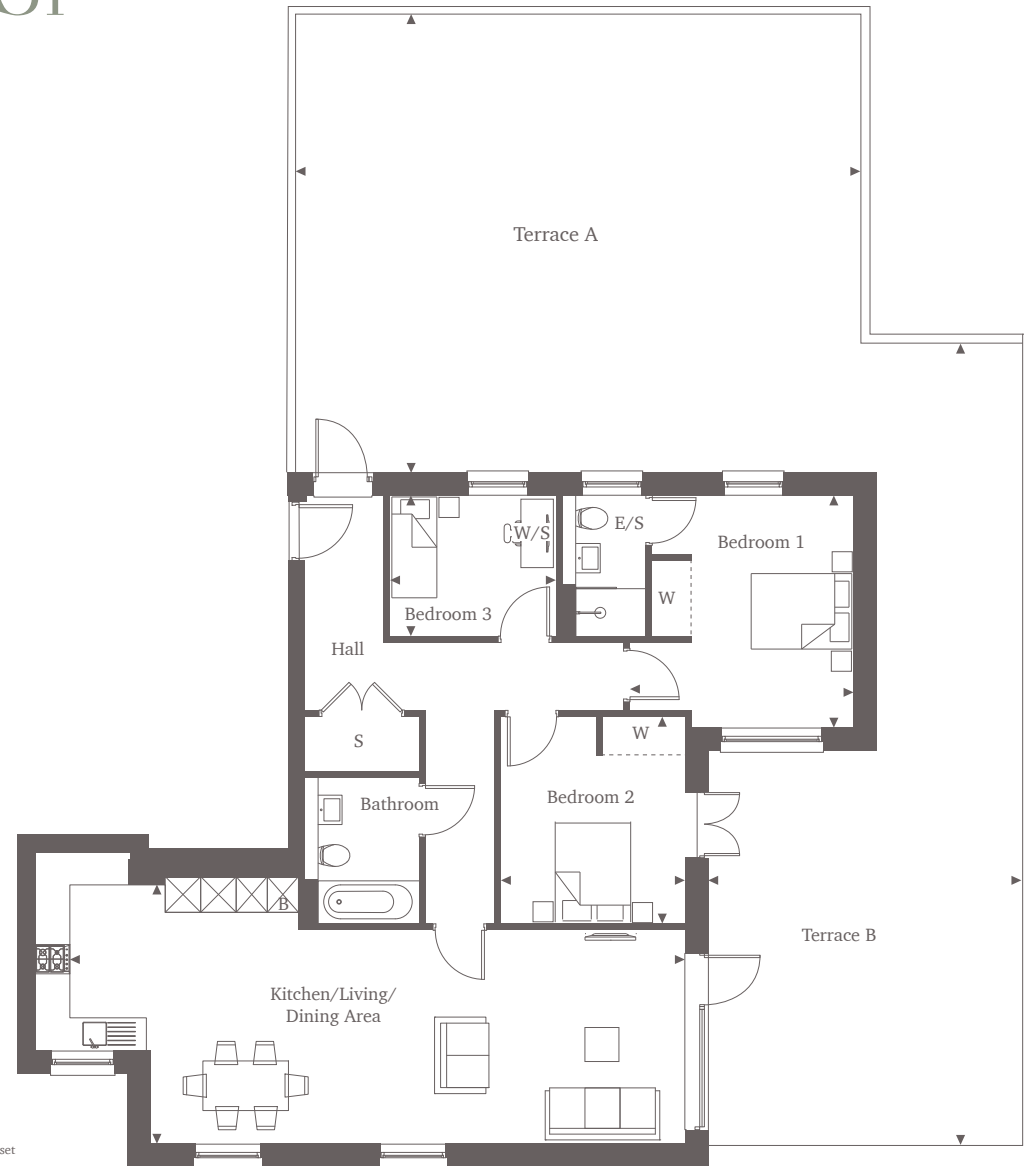 Terrace A
W/S
E/S
Bedroom 1
W
Bedroom 3
Hall
S
W
Bedroom 2
Bathroom
B
Terrace B
Kitchen/Living/
Dining Area